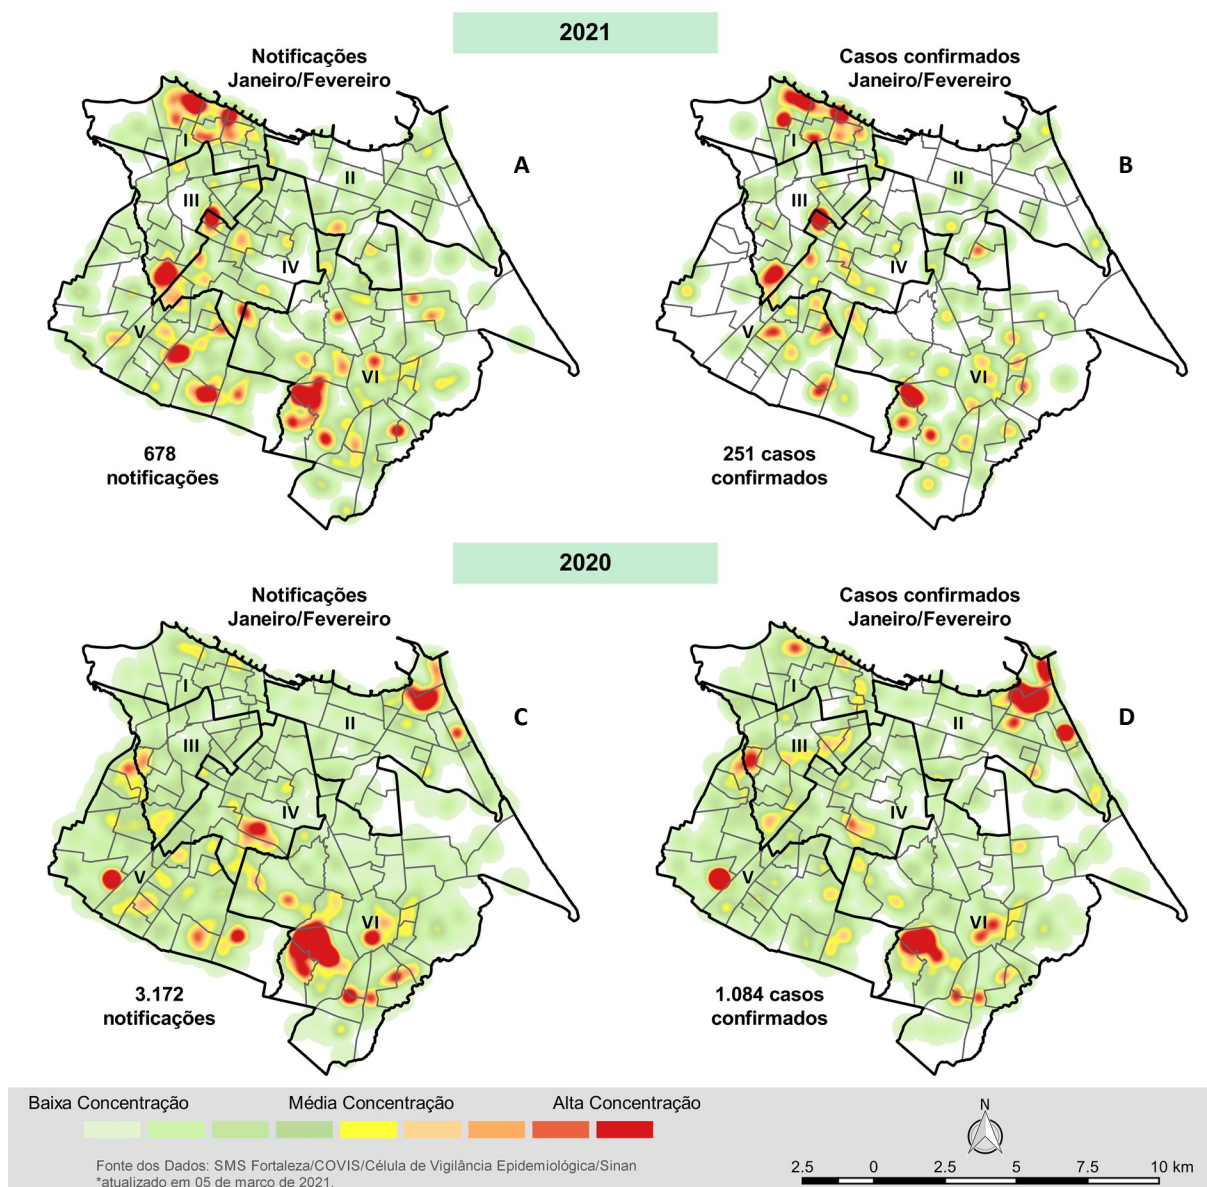 2021
Notificações
Janeiro/Fevereiro
Casos confirmados
Janeiro/Fevereiro
A
B
I
II
III
IV
V
VI
I
II
III
IV
V
VI
678
notificações
251 casos
confirmados
2020
Notificações
Janeiro/Fevereiro
Casos confirmados
Janeiro/Fevereiro
C
D
I
II
III
IV
V
VI
I
II
III
IV
V
VI
3.172
notificações
1.084 casos
confirmados
Baixa Concentração Média Concentração Alta Concentração
N
Fonte dos Dados: SMS Fortaleza/COVIS/Célula de Vigilância Epidemiológica/Sinan
*atualizado em 05 de março de 2021.
2.5 0 2.5 5 7.5 10 km